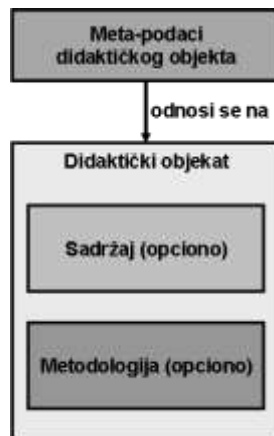 Meta-podaci
didaktičkog objekta
odnosi se na
Didaktički objekat
Sadržaj (opciono)
Metodologija (opciono)